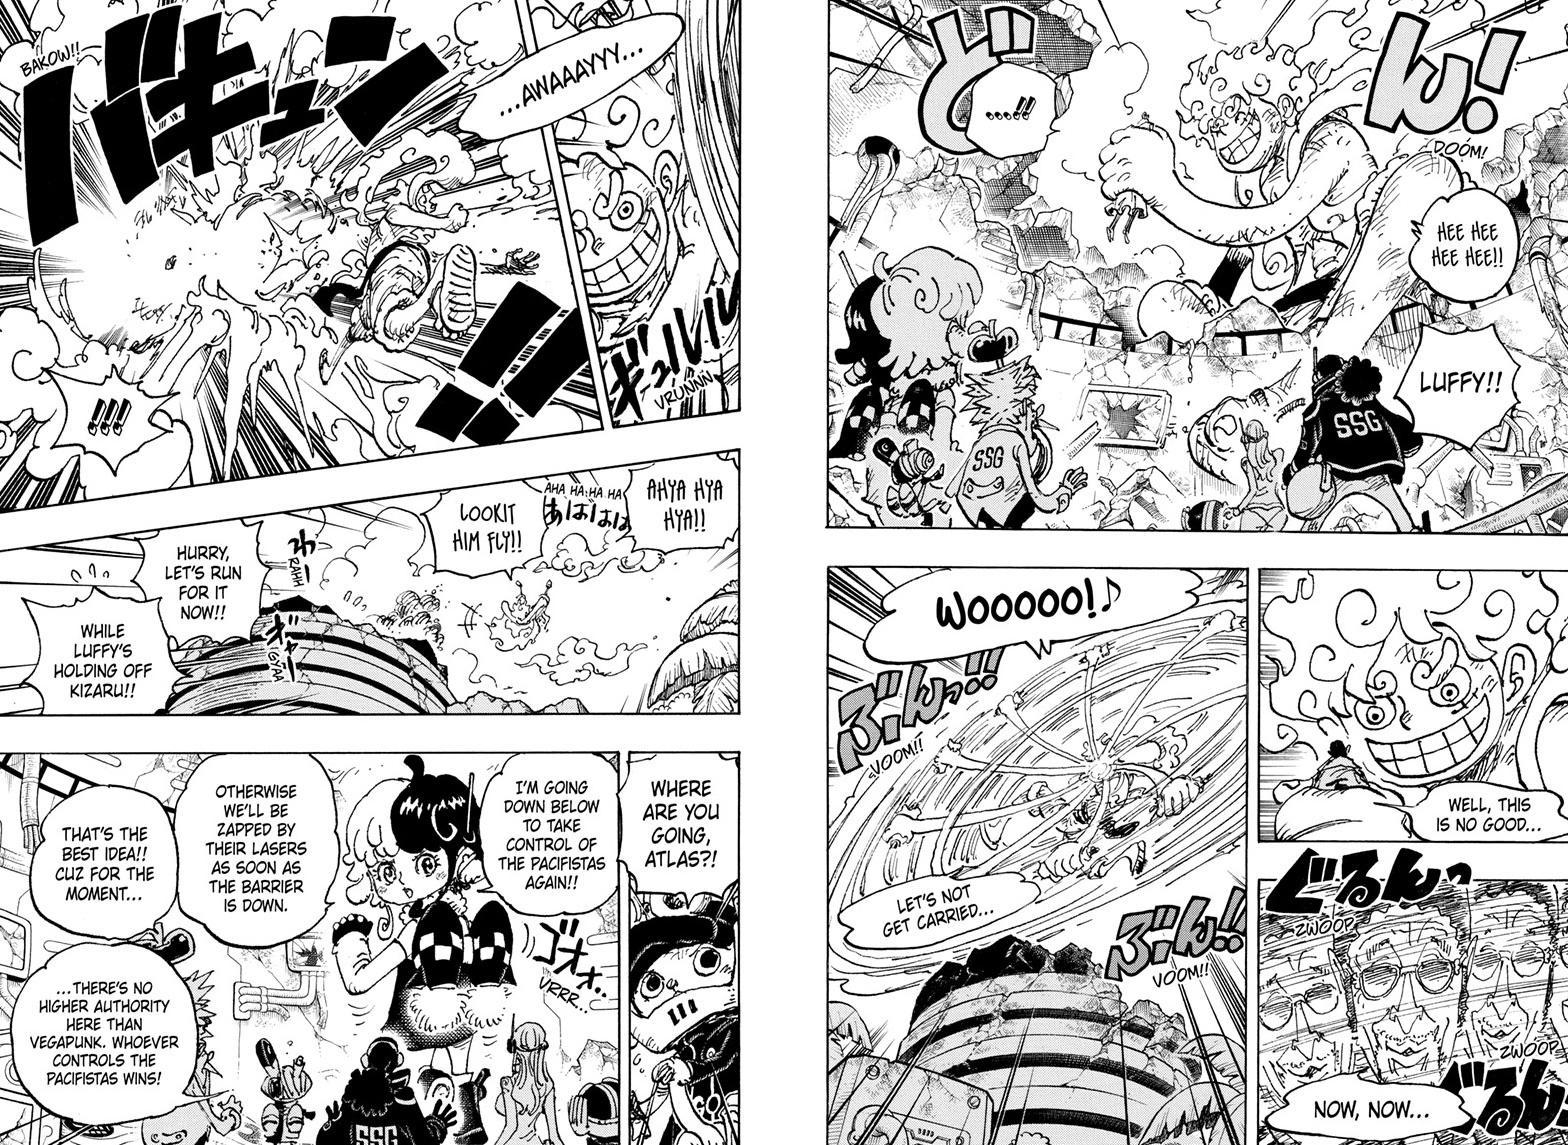 ど
ん!
DOOM!
...!!
HEE HEE
HEE HEE!!
LUFFY!!
SSG
SSG
WELL, THIS
IS NO GOOD...
ぐるんっ
ZWOOP
ZWOOP
ぐるん
NOW, NOW...
WOOOOO!♪
ぶんっ!!
VOOM!!
LET'S NOT
GET CARRIED...
ぶん!!
VOOM!!
...AWAAAYYY...
ギュルルル
VRUNNN
BAKOW!!
バキューン!!
!!!
AHYA HYA
HYA!!
AHA HA HA HA
あはははは
LOOKIT
HIM FLY!!
わー
RAHH
ギャー
GYAA
HURRY,
LET'S RUN
FOR IT
NOW!!
WHILE
LUFFY'S
HOLDING OFF
KIZARU!!
WHERE
ARE YOU
GOING,
ATLAS?!
I'M GOING
DOWN BELOW
TO TAKE
CONTROL OF
THE PACIFISTAS
AGAIN!!
ゴオオ..
VRRR..
OTHERWISE
WE'LL BE
ZAPPED BY
THEIR LASERS
AS SOON AS
THE BARRIER
IS DOWN.
THAT'S THE
BEST IDEA!!
CUZ FOR THE
MOMENT...
...THERE'S NO
HIGHER AUTHORITY
HERE THAN
VEGAPUNK. WHOEVER
CONTROLS THE
PACIFISTAS WINS!
SSG